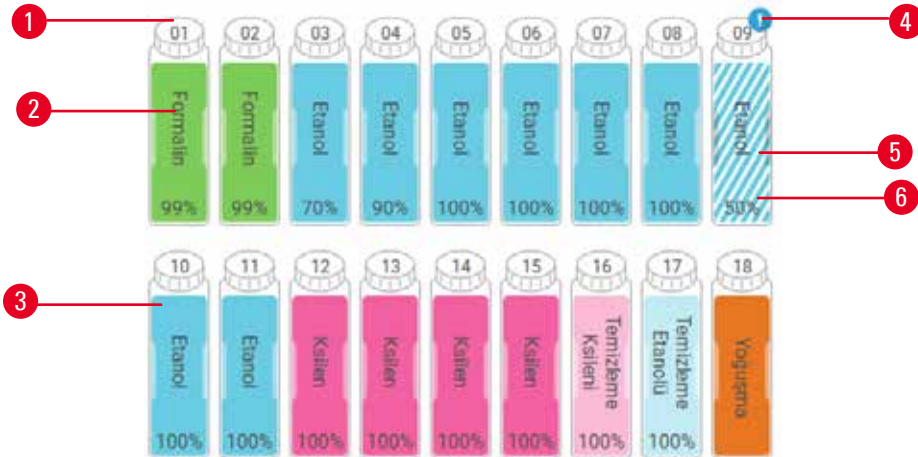 1
01 02 03 04 05 06 07 08 09
4
2
Formalin Formalin Etanol Etanol Etanol Etanol Etanol Etanol Etanol
5
99% 99% 70% 90% 100% 100% 100% 100% 50%
6
10 11 12 13 14 15 16 17 18
3
Etanol Etanol Ksilen Ksilen Ksilen Ksilen Temizleme Ksileni Temizleme Etanolü Yoğuşma
100% 100% 100% 100% 100% 100% 100% 100%